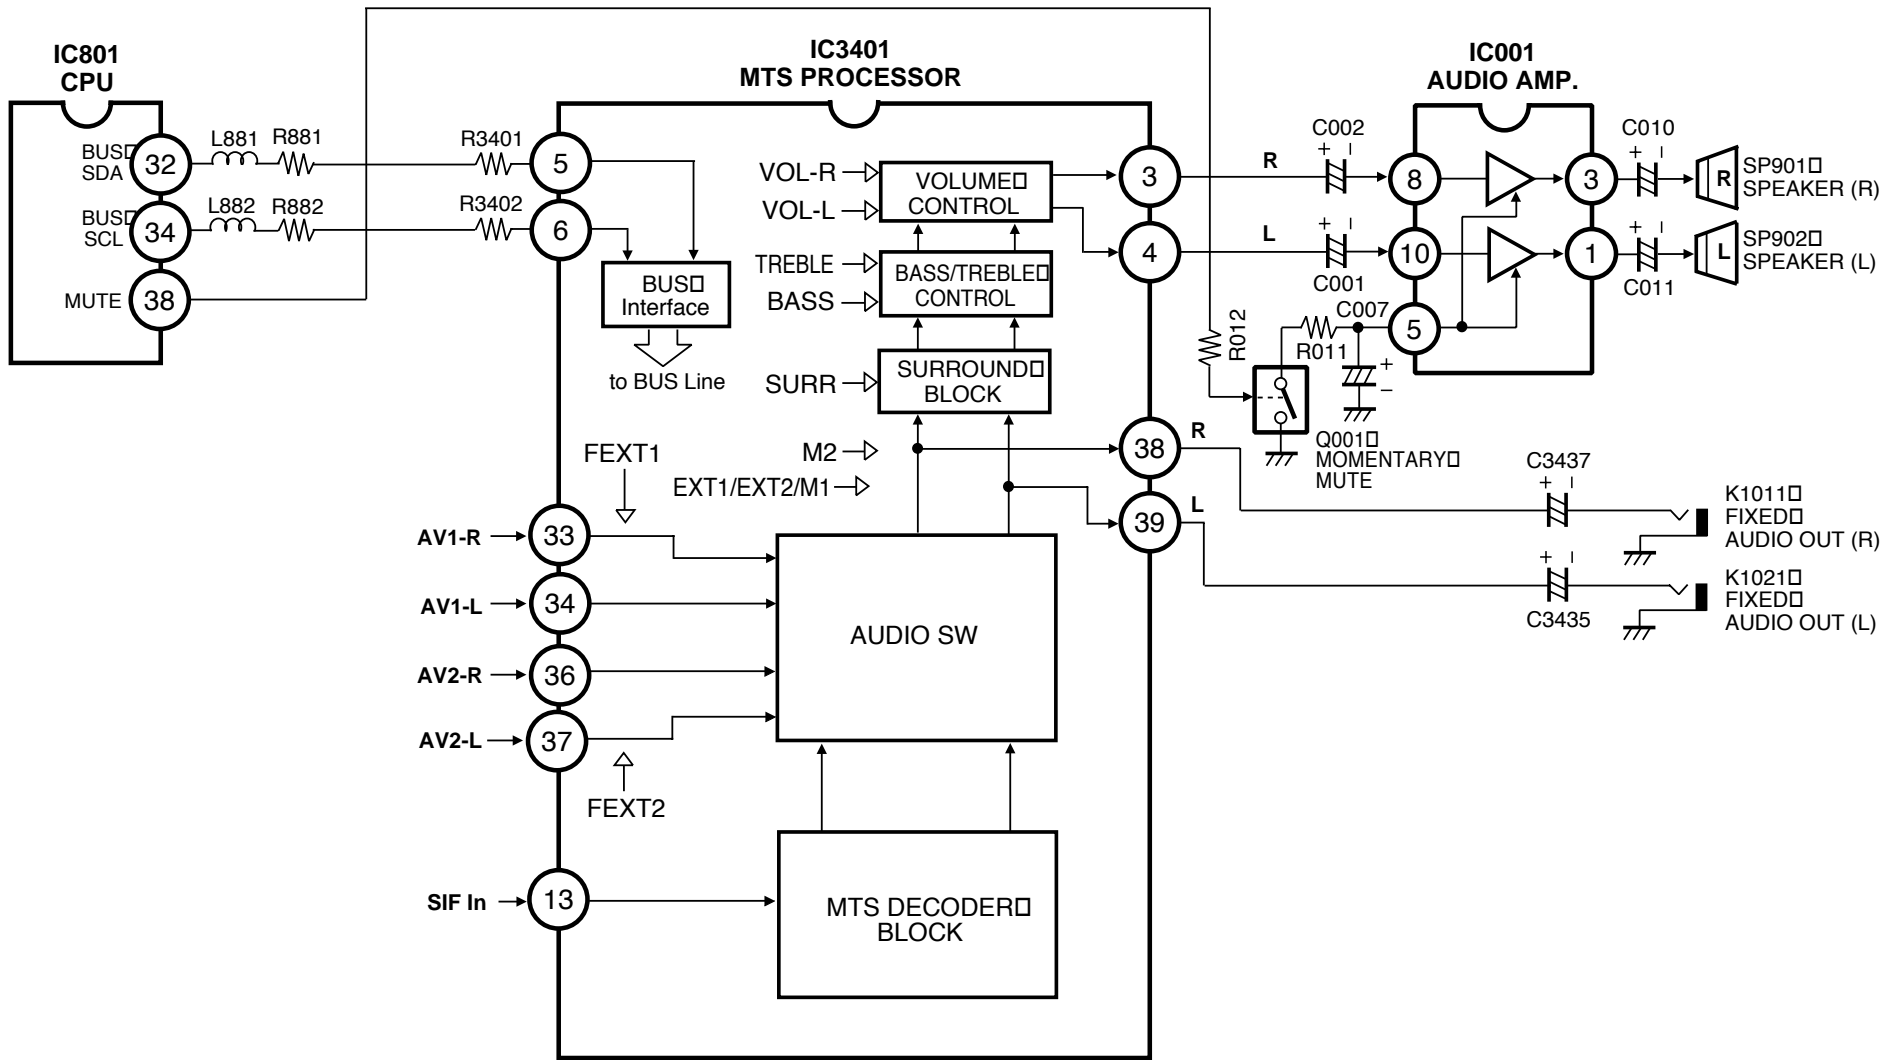 IC801
CPU
BUS
SDA
32
L881
R881
R3401
5
BUS
SCL
34
L882
R882
R3402
6
MUTE
38
IC3401
MTS PROCESSOR
BUS
Interface
to BUS Line
VOL-R
VOL-L
VOLUME
CONTROL
TREBLE
BASS
BASS/TREBLE
CONTROL
SURR
SURROUND
BLOCK
M2
EXT1/EXT2/M1
FEXT1
AV1-R
33
AV1-L
34
AV2-R
36
AV2-L
37
FEXT2
AUDIO SW
SIF In
13
MTS DECODER
BLOCK
3
R
4
L
38
R
39
L
IC001
AUDIO AMP.
C002
+ –
8
3
C010
+ –
R
SP901
SPEAKER (R)
+ –
C001
10
1
+ –
C011
L
SP902
SPEAKER (L)
C007
5
R011
R012
+
–
Q001
MOMENTARY
MUTE
C3437
+ –
K1011
FIXED
AUDIO OUT (R)
+ –
C3435
K1021
FIXED
AUDIO OUT (L)